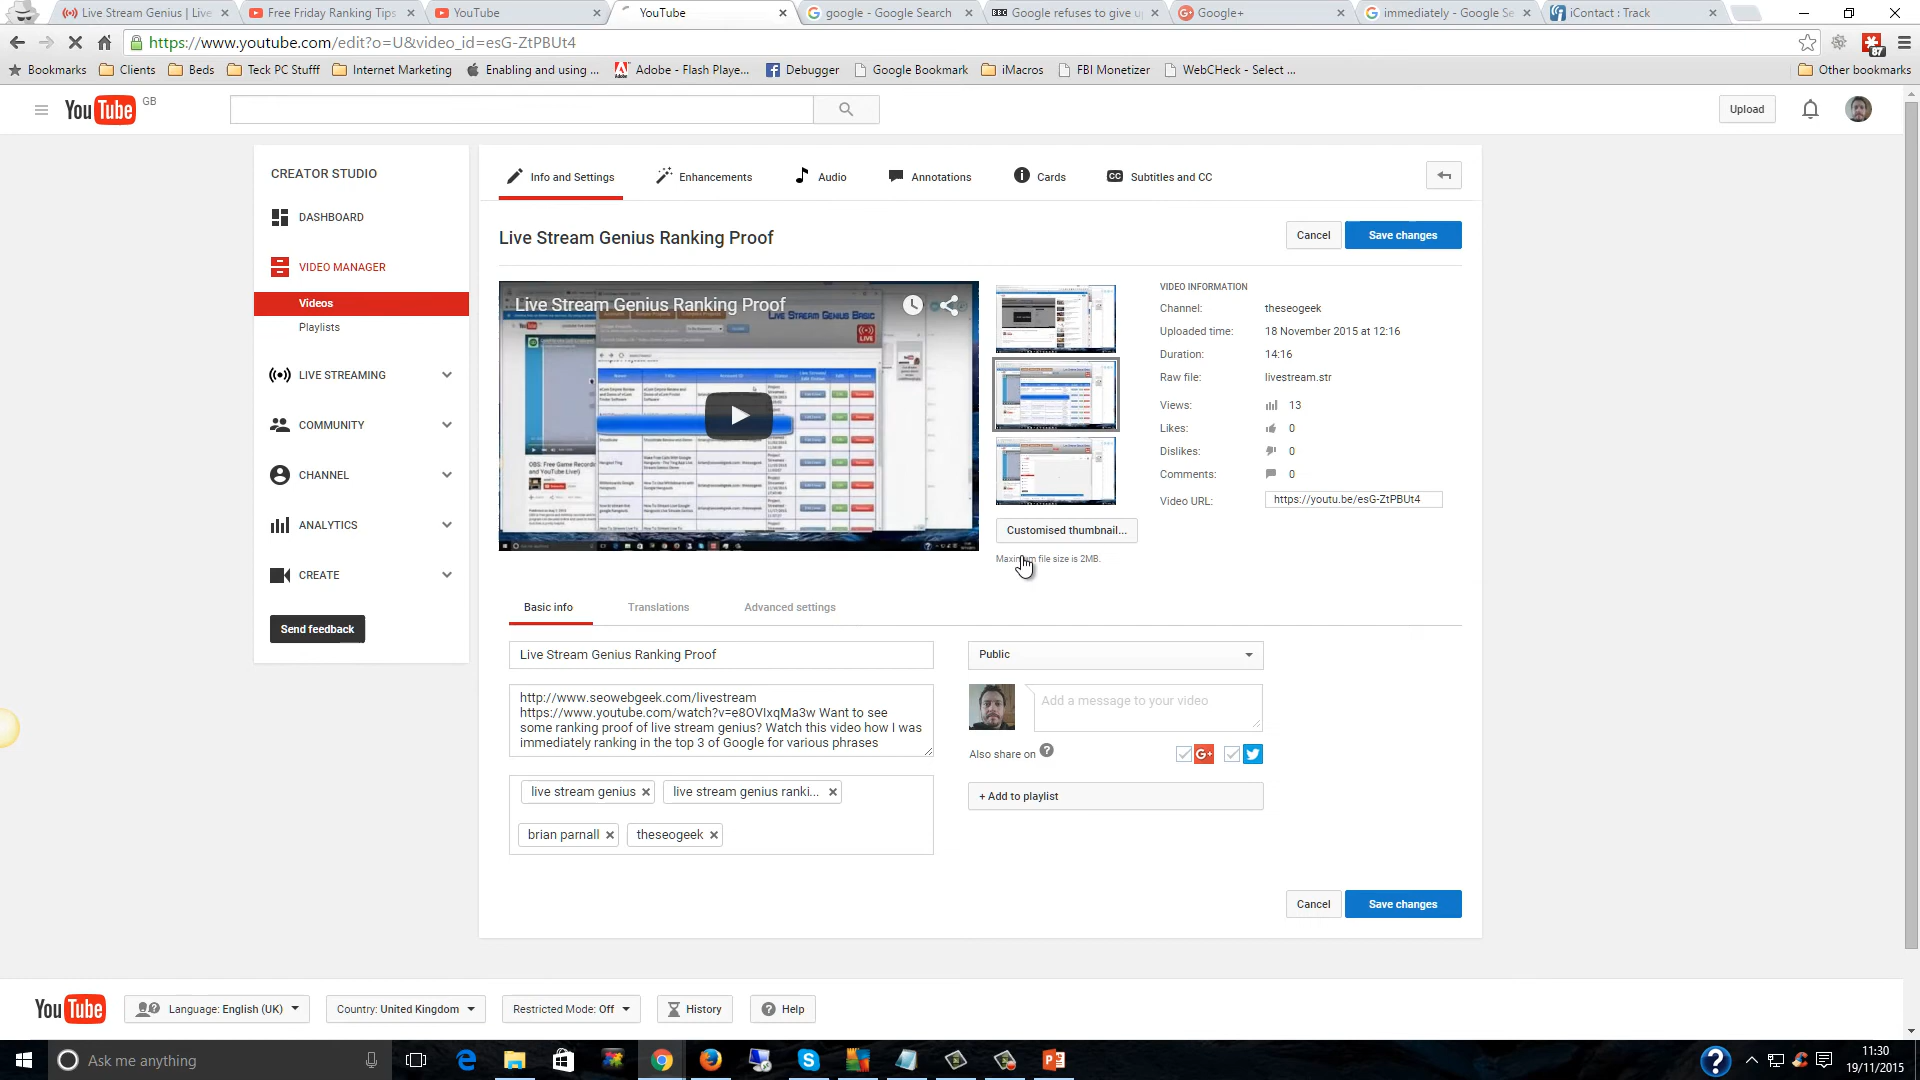 Live Stream Genius | Live
Free Friday Ranking Tips
YouTube
YouTube
google - Google Search
Google refuses to give up
Google+
immediately - Google Se
iContact : Track
https://www.youtube.com/edit?o=U&video_id=esG-ZtPBUt4
87
Bookmarks
Clients
Beds
Teck PC Stufff
Internet Marketing
Enabling and using ...
Adobe - Flash Playe...
Debugger
Google Bookmark
iMacros
FBI Monetizer
WebCHeck - Select ...
Other bookmarks
YouTube GB
Upload
CREATOR STUDIO
DASHBOARD
VIDEO MANAGER
Videos
Playlists
LIVE STREAMING
COMMUNITY
CHANNEL
ANALYTICS
CREATE
Send feedback
Info and Settings
Enhancements
Audio
Annotations
Cards
Subtitles and CC
Live Stream Genius Ranking Proof
Cancel
Save changes
Live Stream Genius Ranking Proof
LIVE STREAM GENIUS BASIC
Customised thumbnail...
Maximum file size is 2MB.
VIDEO INFORMATION
Channel: theseogeek
Uploaded time: 18 November 2015 at 12:16
Duration: 14:16
Raw file: livestream.str
Views: 13
Likes: 0
Dislikes: 0
Comments: 0
Video URL: https://youtu.be/esG-ZtPBUt4
Basic info
Translations
Advanced settings
Live Stream Genius Ranking Proof
http://www.seowebgeek.com/livestream
https://www.youtube.com/watch?v=e8OVIxqMa3w Want to see
some ranking proof of live stream genius? Watch this video how I was
immediately ranking in the top 3 of Google for various phrases
live stream genius
live stream genius ranki...
brian parnall
theseogeek
Public
Add a message to your video
Also share on
+ Add to playlist
Cancel
Save changes
YouTube
Language: English (UK)
Country: United Kingdom
Restricted Mode: Off
History
Help
Ask me anything
11:30
19/11/2015